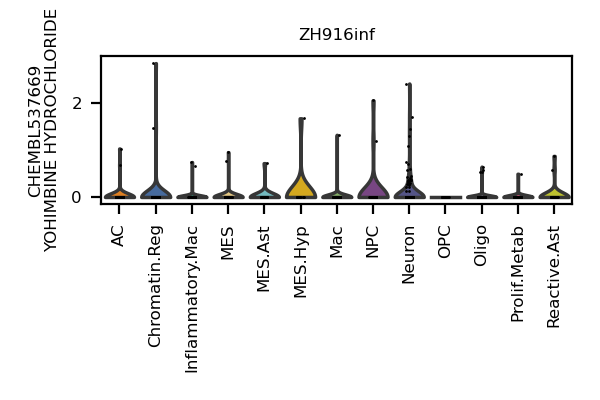 ZH916inf
CHEMBL537669
YOHIMBINE HYDROCHLORIDE
2
0
AC
Chromatin.Reg
Inflammatory.Mac
MES
MES.Ast
MES.Hyp
Mac
NPC
Neuron
OPC
Oligo
Prolif.Metab
Reactive.Ast